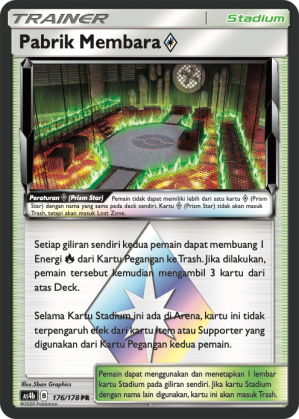 TRAINER
Stadium
Pabrik Membara ♢
Peraturan ♢ (Prism Star)
Pemain tidak dapat memiliki lebih dari satu kartu ♢ (Prism
Star) dengan nama yang sama pada deck sendiri. Kartu ♢ (Prism Star) tidak akan masuk
Trash, tetapi akan masuk Lost Zone.
Setiap giliran sendiri kedua pemain dapat membuang 1
Energi dari Kartu Pegangan ke Trash. Jika dilakukan,
pemain tersebut kemudian mengambil 3 kartu dari
atas Deck.
Selama Kartu Stadium ini ada di Arena, kartu ini tidak
terpengaruh efek dari kartu Item atau Supporter yang
digunakan dari Kartu Pegangan kedua pemain.
Illus. 5ban Graphics
AS4b D 176/178 PR
©2020 Pokémon.
Pemain dapat menggunakan dan menetapkan 1 lembar
kartu Stadium pada giliran sendiri. Jika kartu Stadium
dengan nama lain masuk Arena, kartu ini akan masuk Trash.